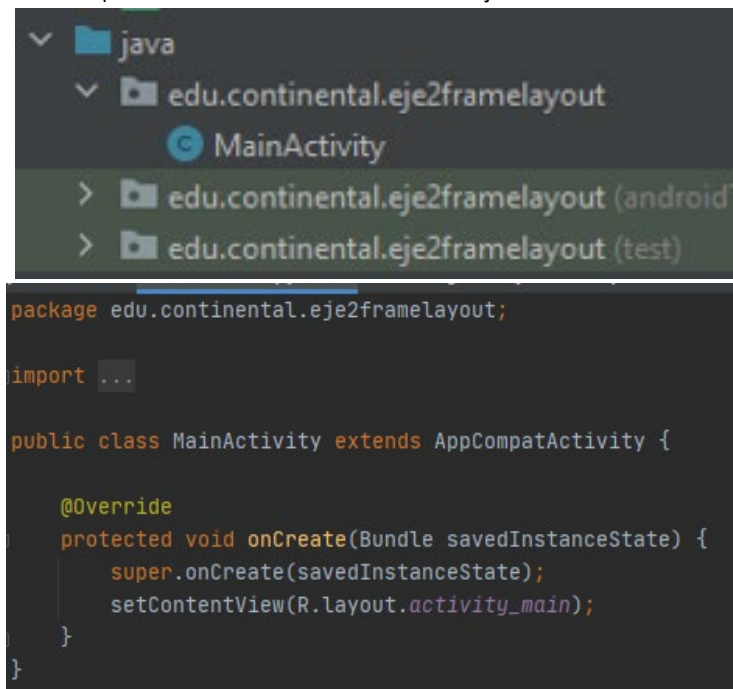 java
edu.continental.eje2framelayout
MainActivity
edu.continental.eje2framelayout (android
edu.continental.eje2framelayout (test)
package edu.continental.eje2framelayout;
import ...
public class MainActivity extends AppCompatActivity {
@Override
protected void onCreate(Bundle savedInstanceState) {
super.onCreate(savedInstanceState);
setContentView(R.layout.activity_main);
}
}